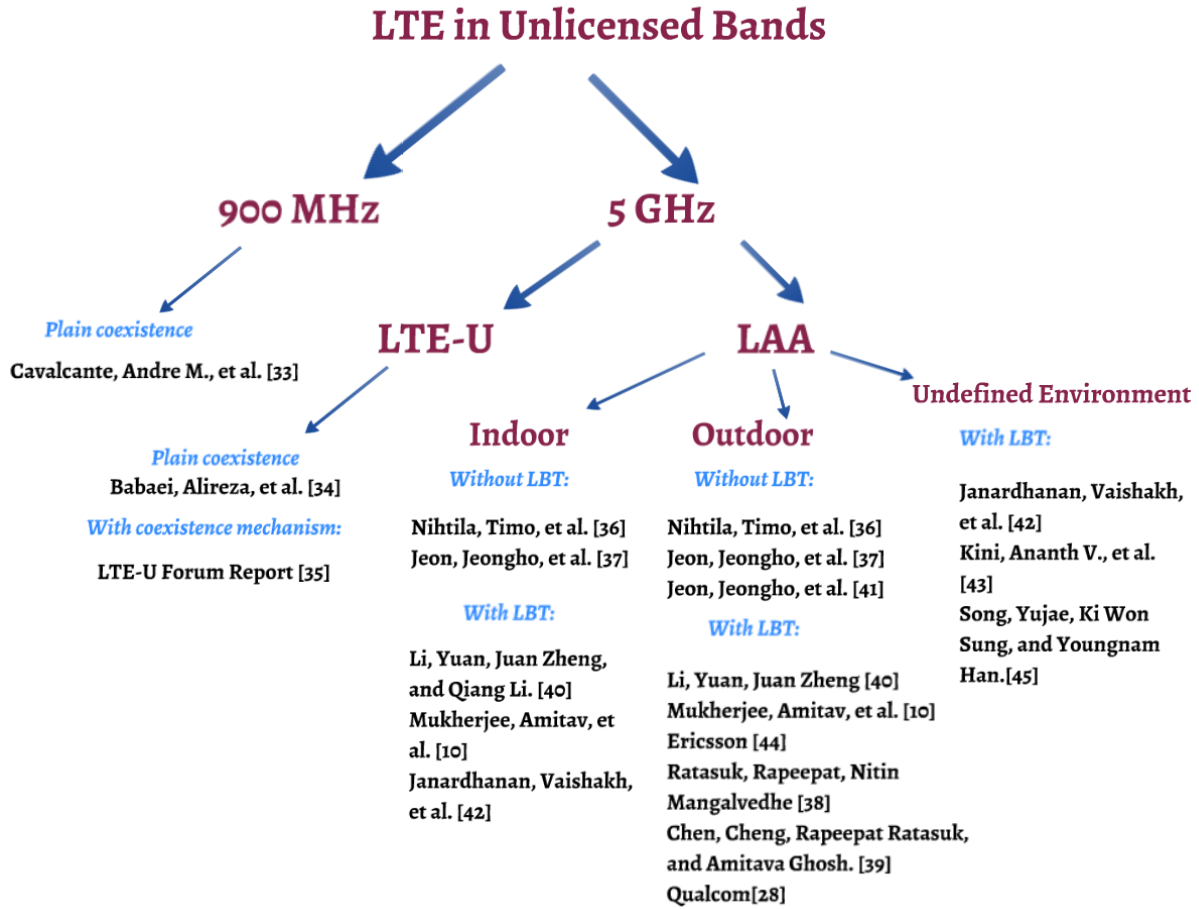 LTE in Unlicensed Bands
900 MHz
5 GHz
Plain coexistence
Cavalcante, Andre M., et al. [33]
LTE-U
LAA
Plain coexistence
Babaei, Alireza, et al. [34]
With coexistence mechanism:
LTE-U Forum Report [35]
Indoor
Without LBT:
Nihtila, Timo, et al. [36]
Jeon, Jeongho, et al. [37]
With LBT:
Li, Yuan, Juan Zheng,
and Qiang Li. [40]
Mukherjee, Amitav, et
al. [10]
Janardhanan, Vaishakh,
et al. [42]
Outdoor
Without LBT:
Nihtila, Timo, et al. [36]
Jeon, Jeongho, et al. [37]
Jeon, Jeongho, et al. [41]
With LBT:
Li, Yuan, Juan Zheng [40]
Mukherjee, Amitav, et al. [10]
Ericsson [44]
Ratasuk, Rapeepat, Nitin
Mangalvedhe [38]
Chen, Cheng, Rapeepat Ratasuk,
and Amitava Ghosh. [39]
Qualcom[28]
Undefined Environment
With LBT:
Janardhanan, Vaishakh,
et al. [42]
Kini, Ananth V., et al.
[43]
Song, Yujae, Ki Won
Sung, and Youngnam
Han.[45]